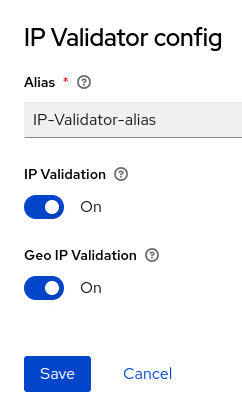 IP Validator config
Alias *
IP-Validator-alias
IP Validation
On
Geo IP Validation
On
Save Cancel